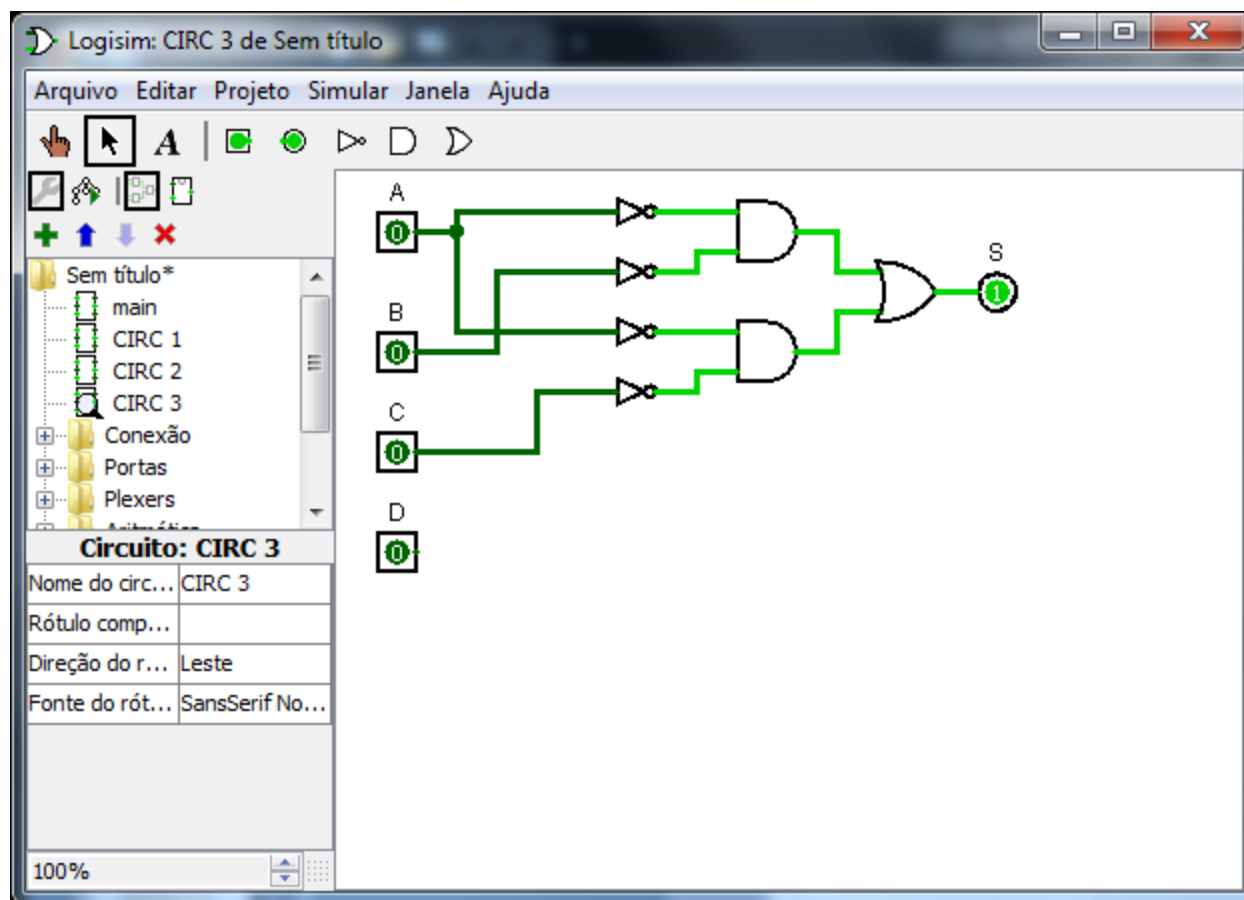 Logisim: CIRC 3 de Sem título
Arquivo Editar Projeto Simular Janela Ajuda
A
Sem título*
main
CIRC 1
CIRC 2
CIRC 3
Conexão
Portas
Plexers
Circuito: CIRC 3
Nome do circ... CIRC 3
Rótulo comp...
Direção do r... Leste
Fonte do rót... SansSerif No...
100%
A
0
B
0
C
0
D
0
S
1